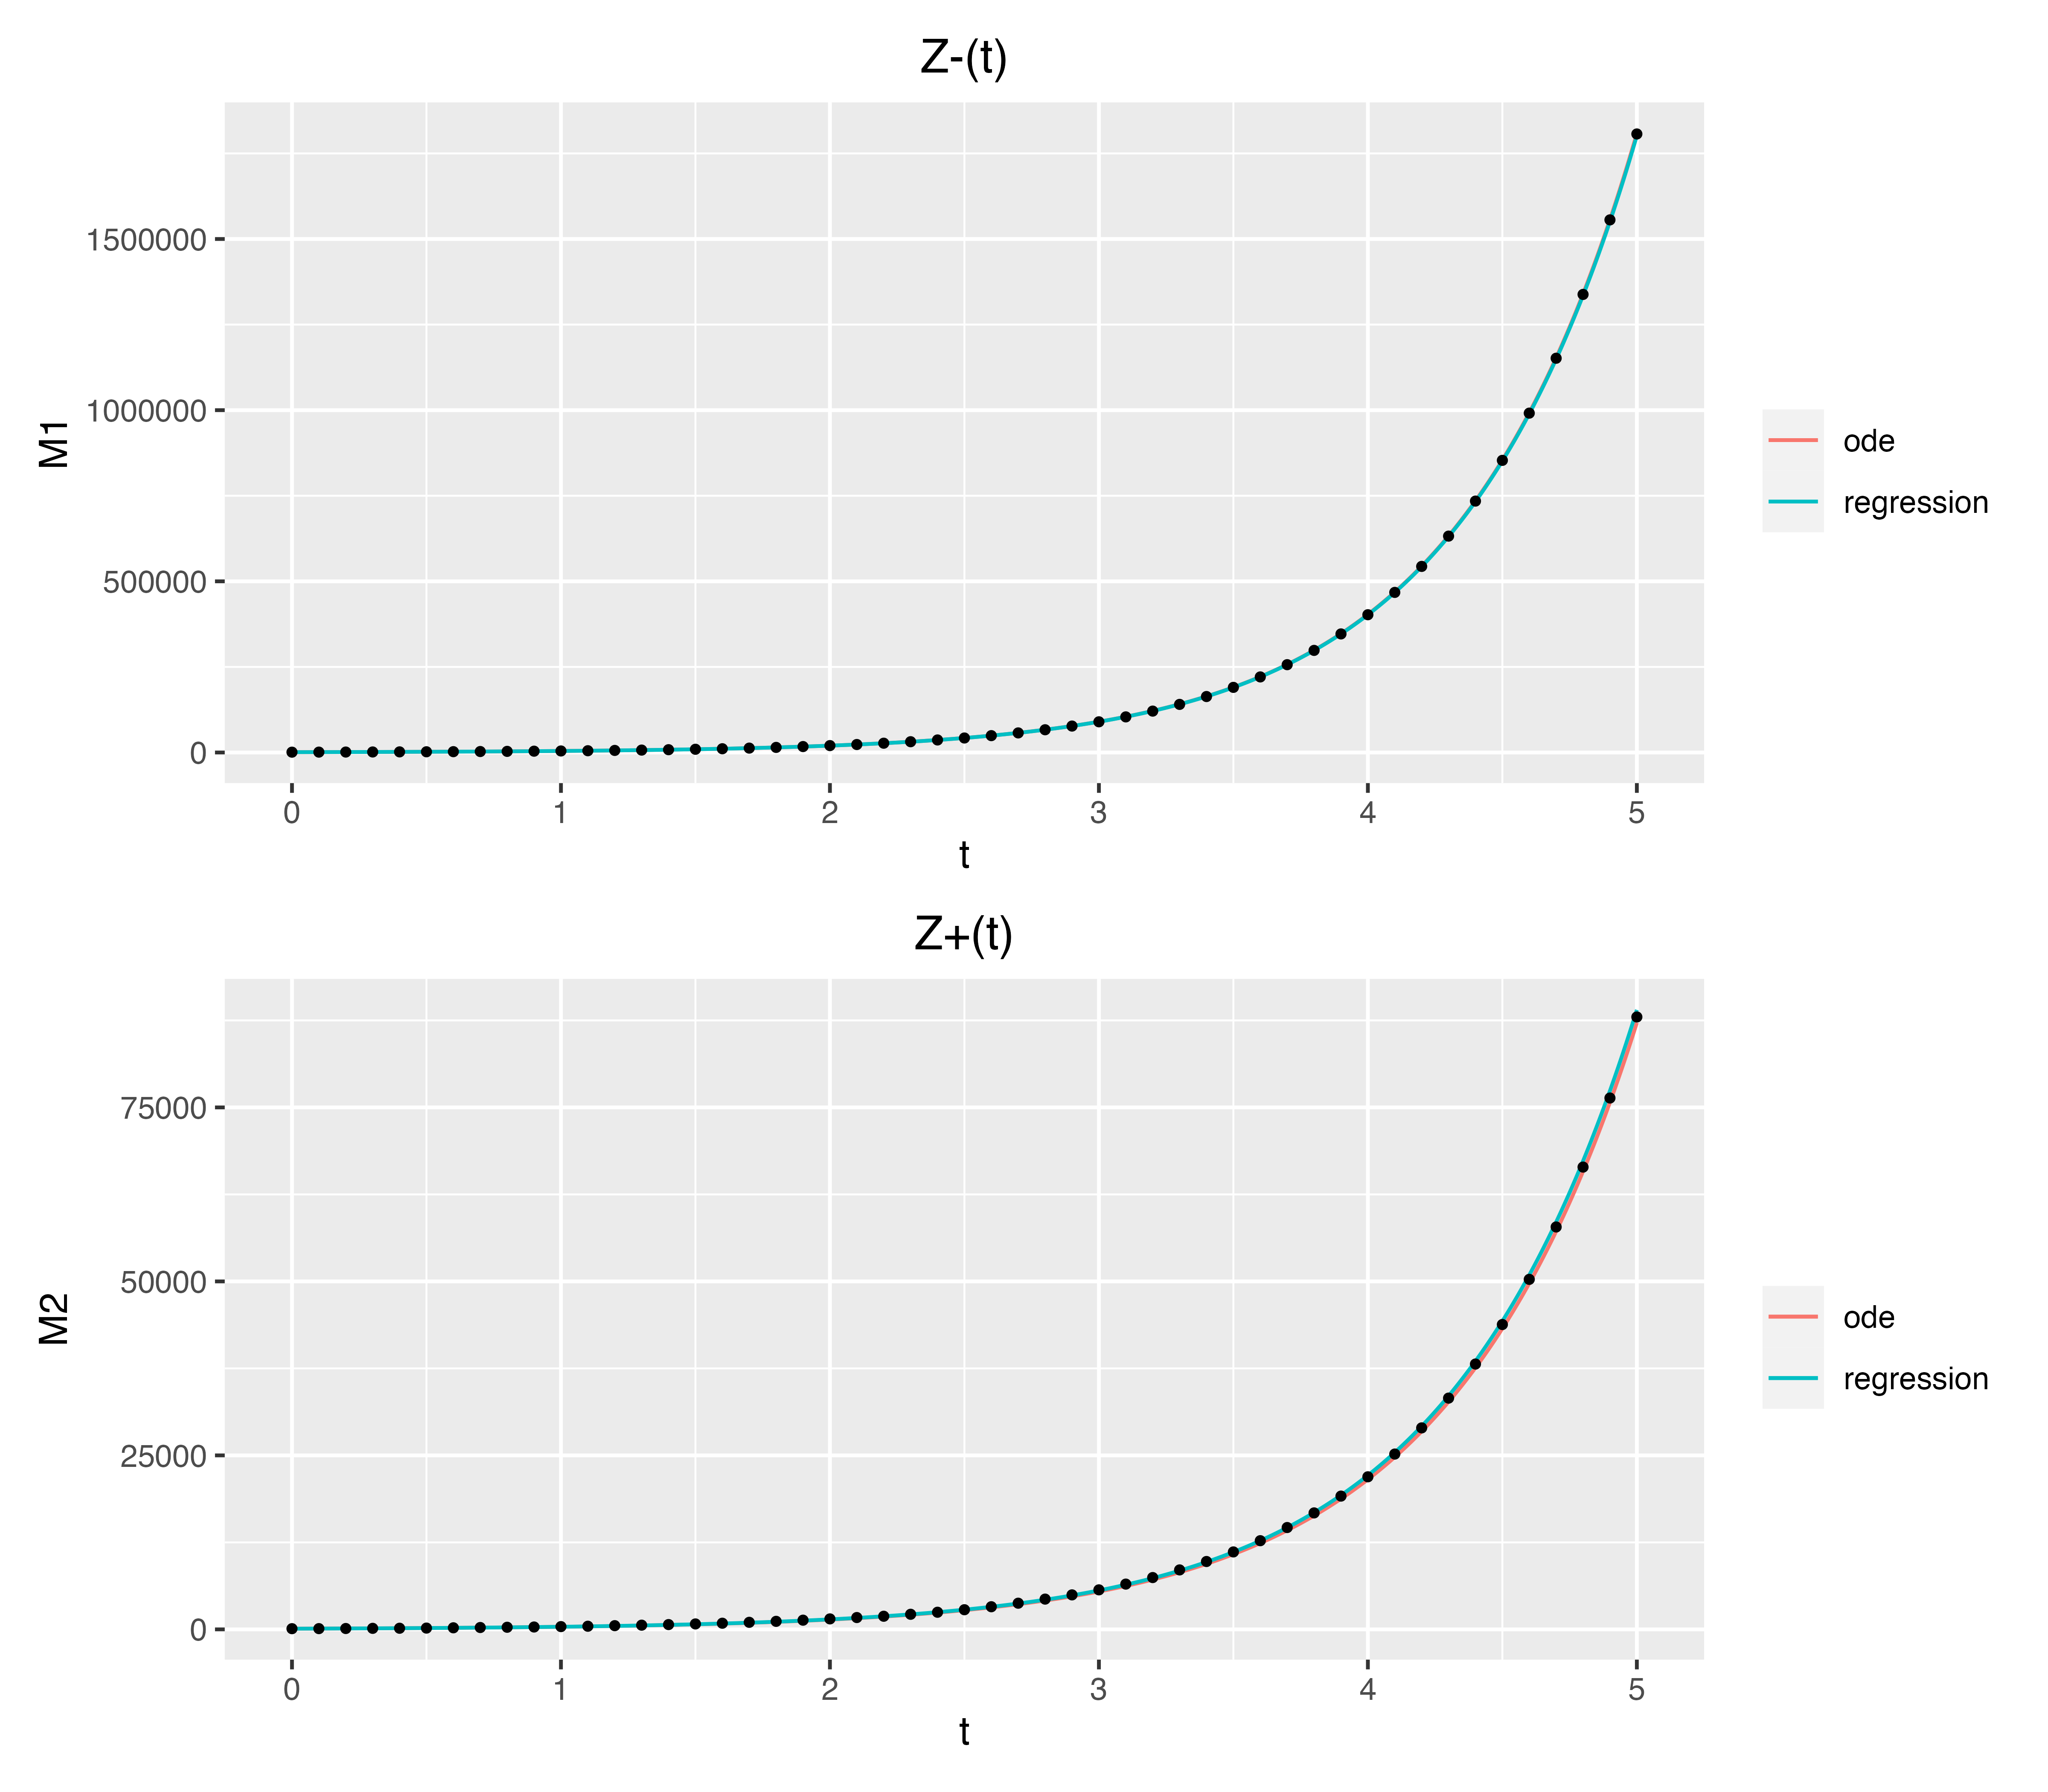 Z-(t)
M1
1500000
1000000
500000
0
0 1 2 3 4 5
t
ode
regression
Z+(t)
M2
75000
50000
25000
0
0 1 2 3 4 5
t
ode
regression